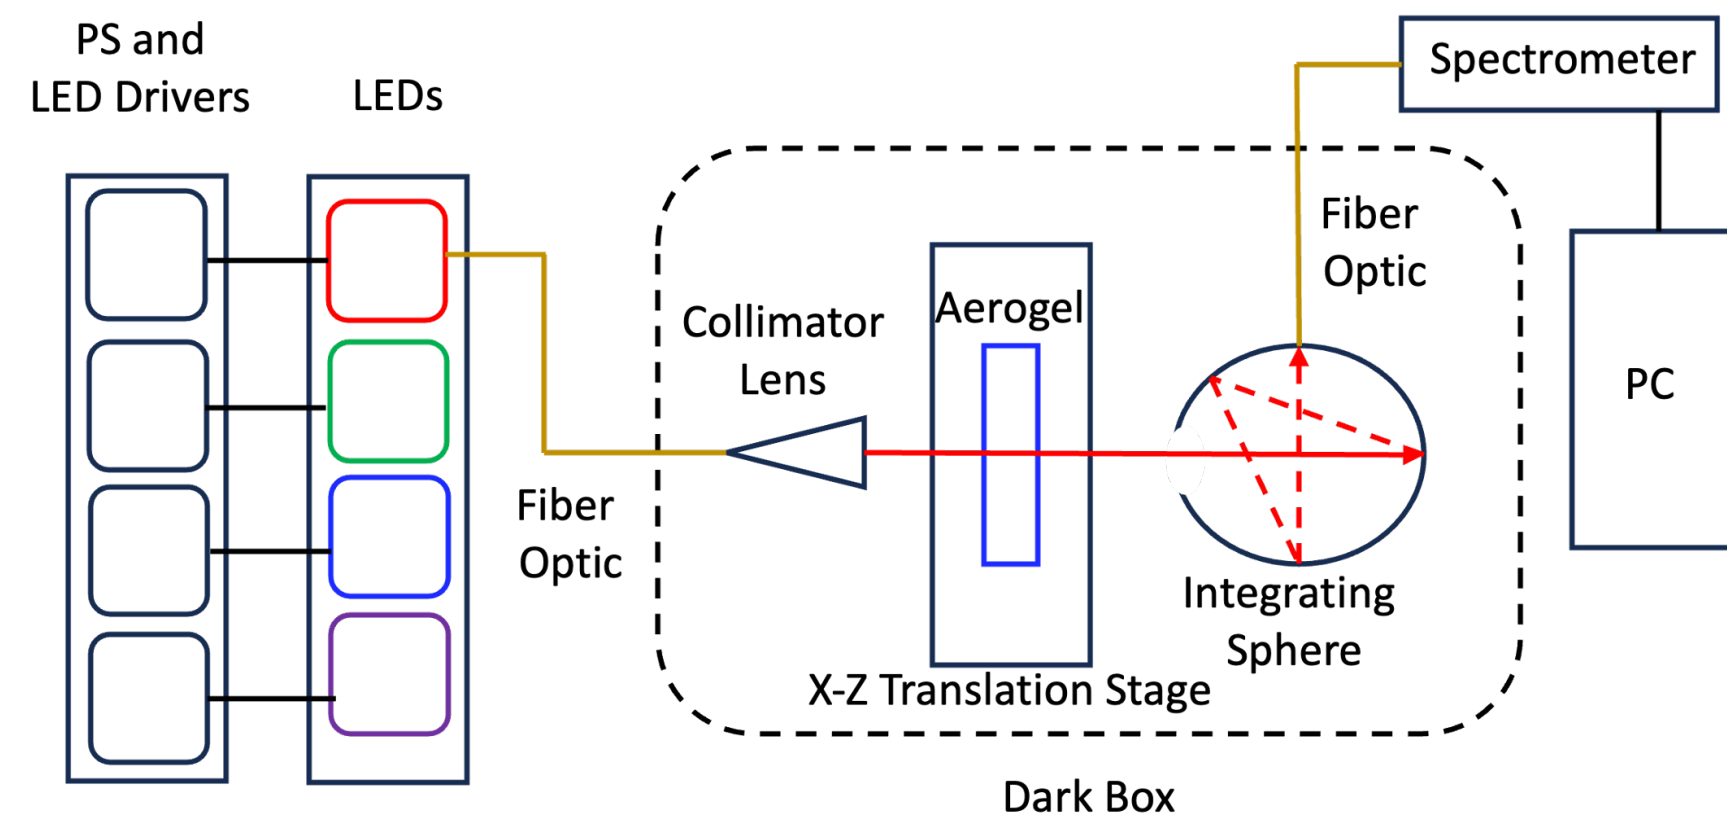 PS and
LED Drivers
LEDs
Spectrometer
Fiber
Optic
Collimator
Lens
Aerogel
PC
Fiber
Optic
Integrating
Sphere
X-Z Translation Stage
Dark Box